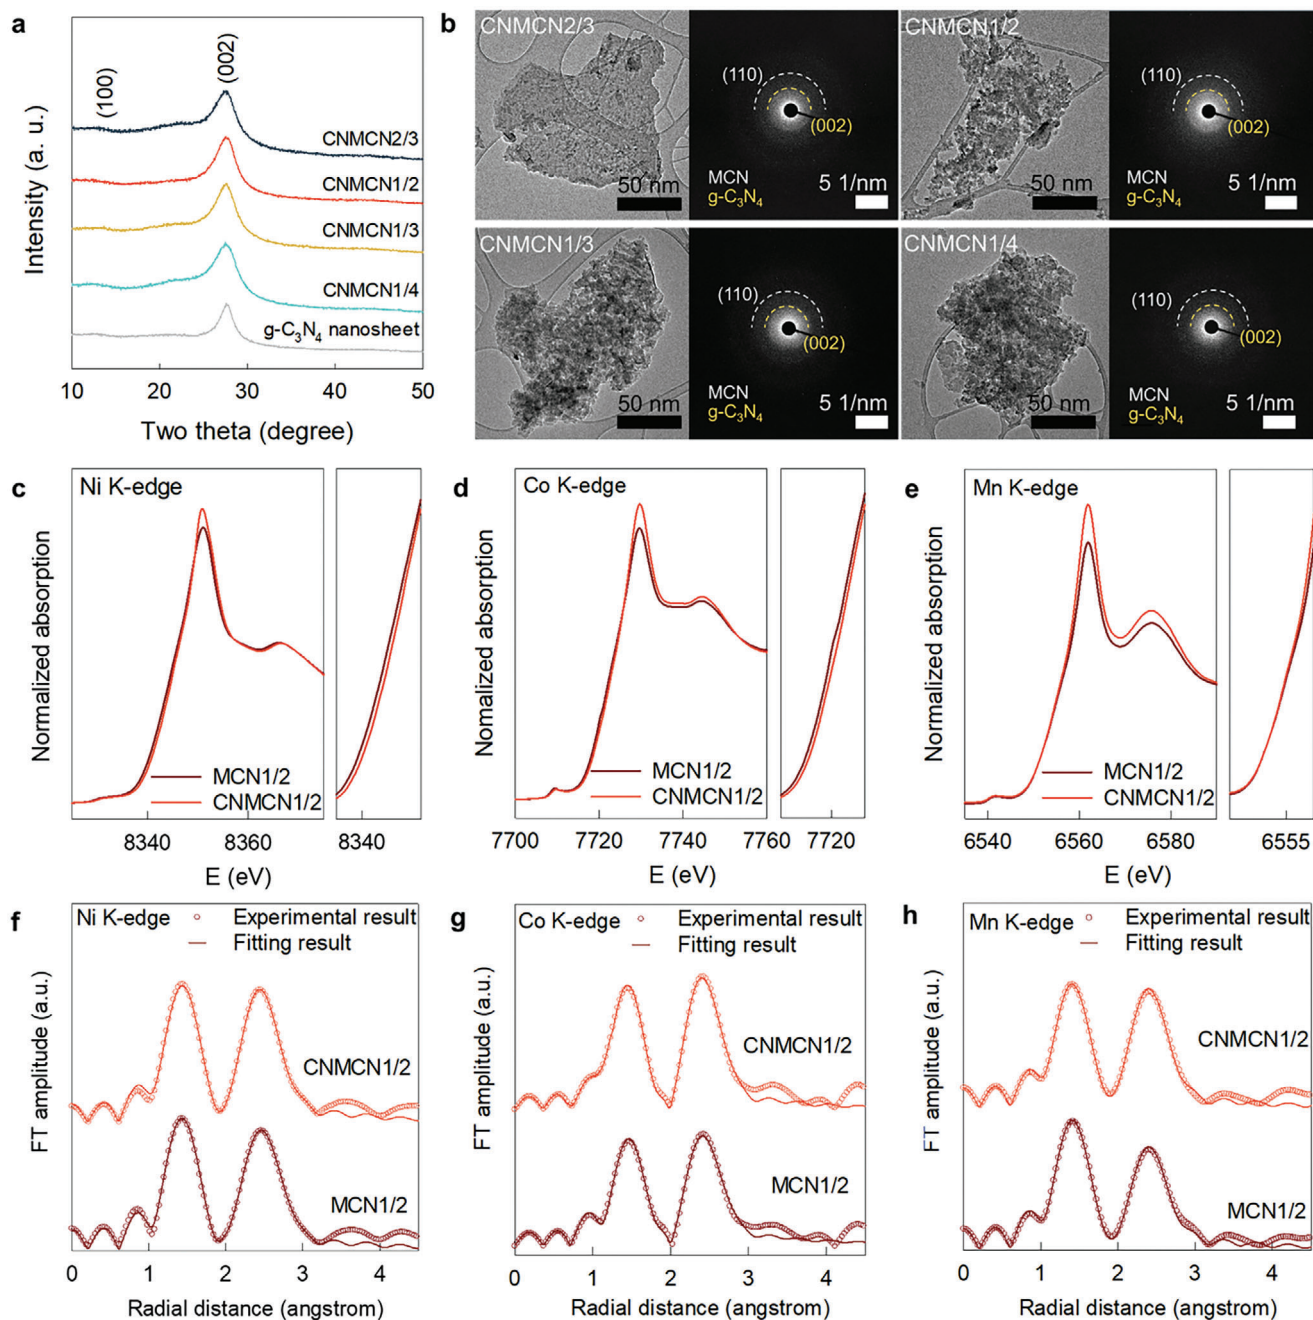 a
(100)
(002)
CNMCN2/3
CNMCN1/2
CNMCN1/3
CNMCN1/4
g-C₃N₄ nanosheet
Intensity (a. u.)
10 20 30 40 50
Two theta (degree)
b
CNMCN2/3
50 nm
(110)
(002)
MCN
g-C₃N₄
5 1/nm
CNMCN1/2
50 nm
(110)
(002)
MCN
g-C₃N₄
5 1/nm
CNMCN1/3
50 nm
(110)
(002)
MCN
g-C₃N₄
5 1/nm
CNMCN1/4
50 nm
(110)
(002)
MCN
g-C₃N₄
5 1/nm
c
Ni K-edge
Normalized absorption
MCN1/2
CNMCN1/2
8340 8360 8340
E (eV)
d
Co K-edge
Nomalized absorption
MCN1/2
CNMCN1/2
7700 7720 7740 7760 7720
E (eV)
e
Mn K-edge
Normalized absorption
MCN1/2
CNMCN1/2
6540 6560 6580 6555
E (eV)
f
Ni K-edge
Experimental result
Fitting result
CNMCN1/2
MCN1/2
FT amplitude (a.u.)
0 1 2 3 4
Radial distance (angstrom)
g
Co K-edge
Experimental result
Fitting result
CNMCN1/2
MCN1/2
FT amplitude (a.u.)
0 1 2 3 4
Radial distance (angstrom)
h
Mn K-edge
Experimental result
Fitting result
CNMCN1/2
MCN1/2
FT amplitude (a.u.)
0 1 2 3 4
Radial distance (angstrom)